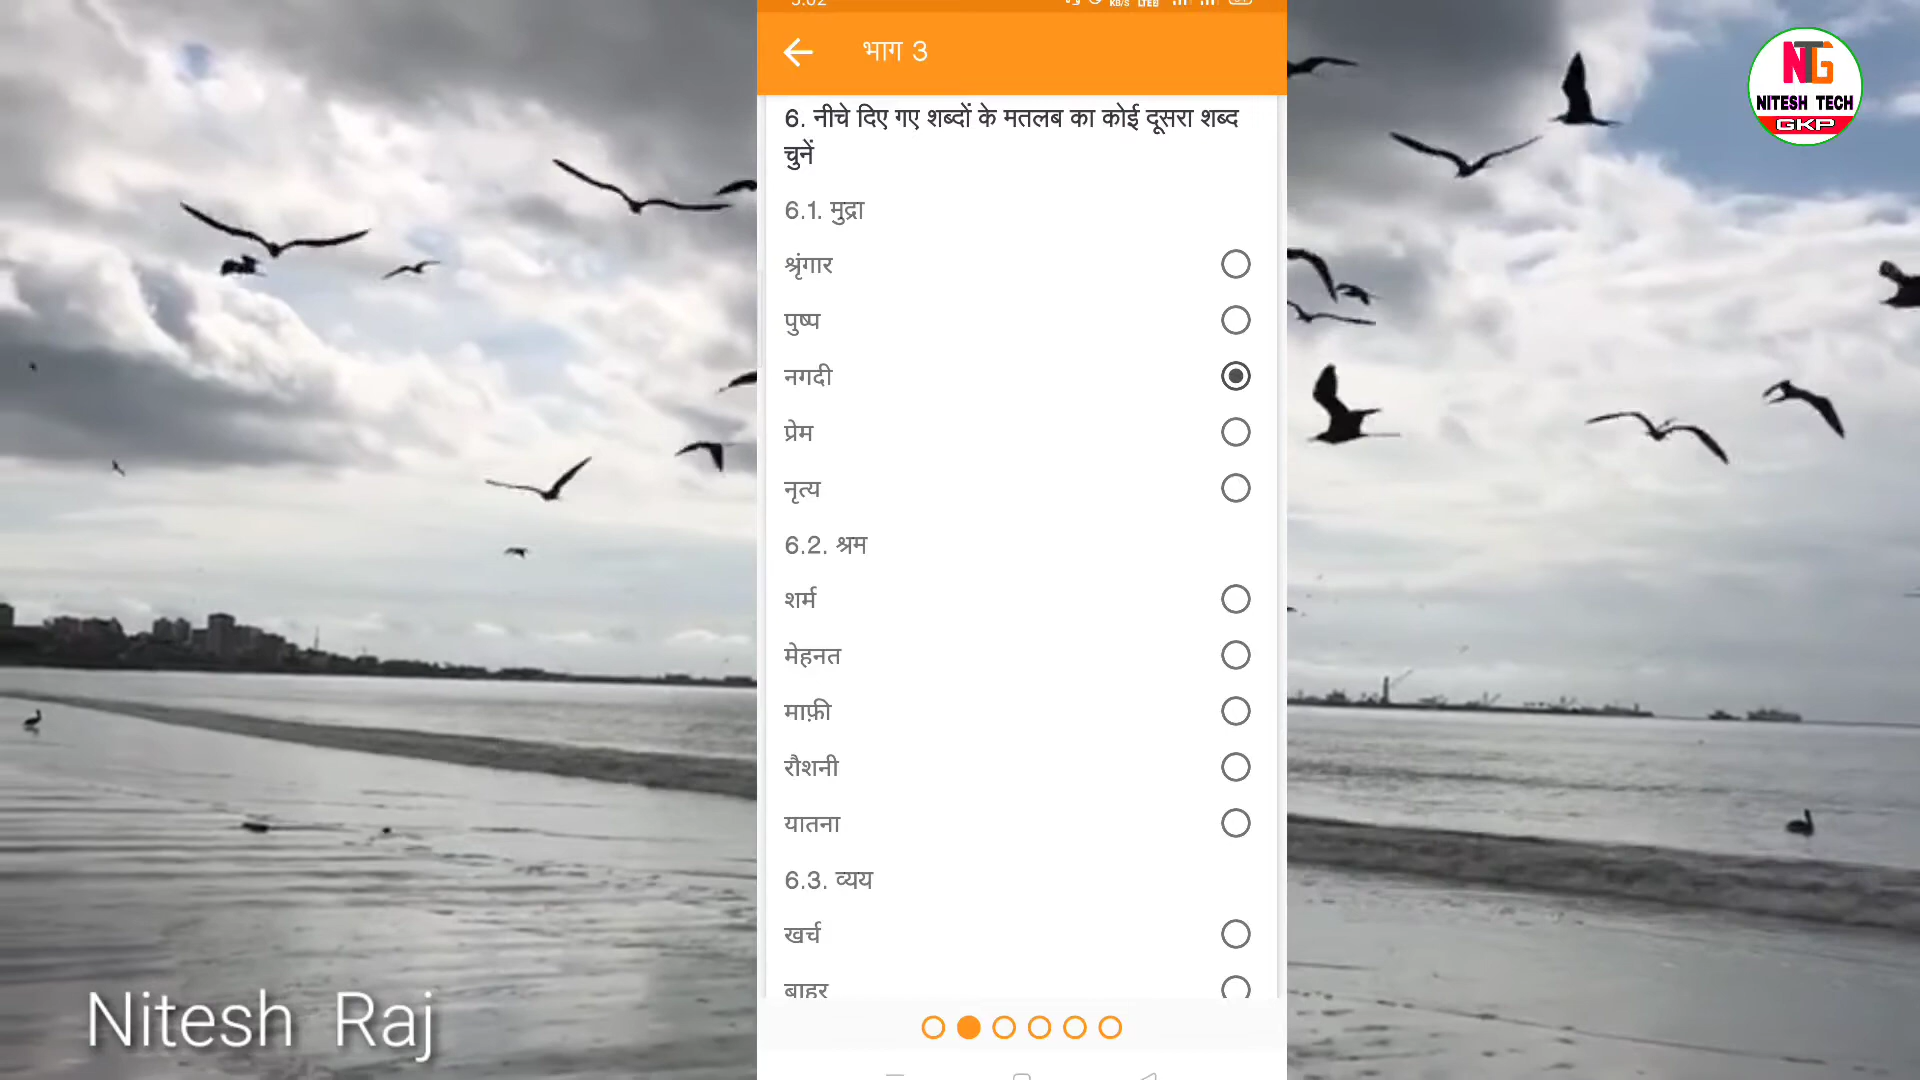 भाग 3
NTG
NITESH TECH
GKP
6. नीचे दिए गए शब्दों के मतलब का कोई दूसरा शब्द
चुनें
6.1. मुद्रा
श्रृंगार
पुष्प
नगदी
प्रेम
नृत्य
6.2. श्रम
शर्म
मेहनत
माफ़ी
रौशनी
यातना
6.3. व्यय
खर्च
बाहर
Nitesh Raj